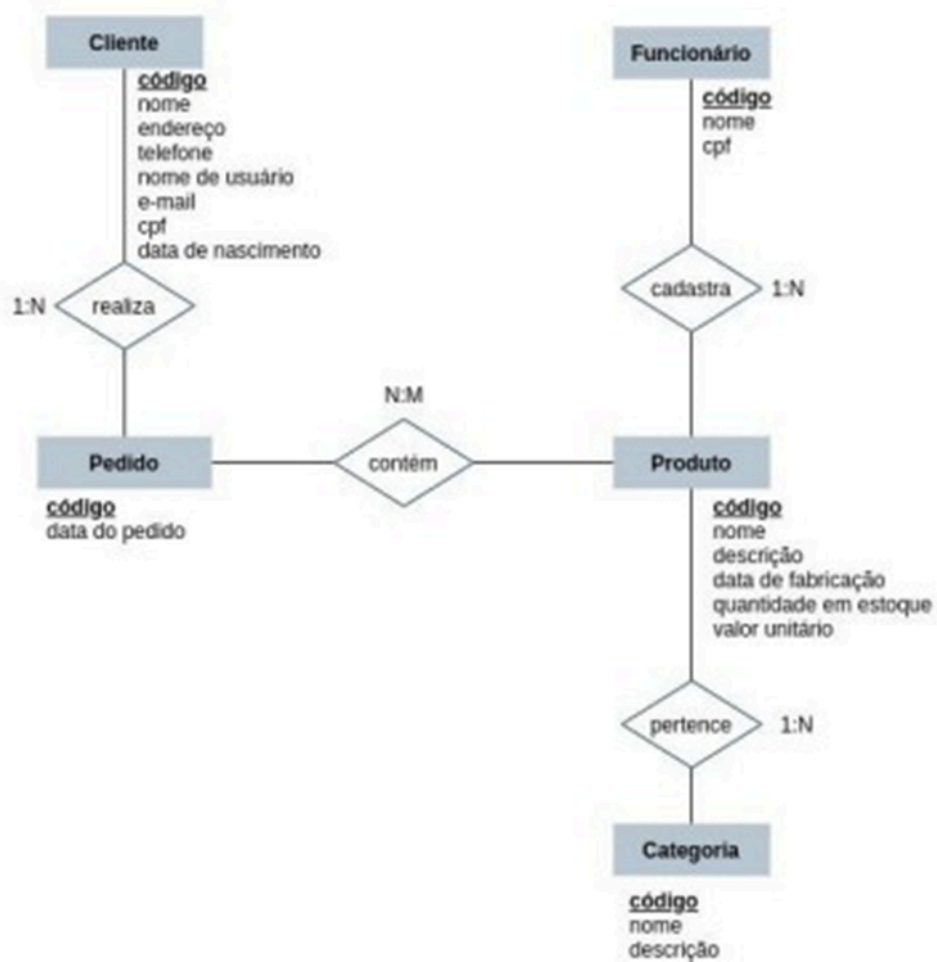 Cliente
código
nome
endereço
telefone
nome de usuário
e-mail
cpf
data de nascimento
1:N
realiza
Funcionário
código
nome
cpf
cadastra
1:N
N:M
Pedido
contém
Produto
código
data do pedido
código
nome
descrição
data de fabricação
quantidade em estoque
valor unitário
pertence
1:N
Categoria
código
nome
descrição